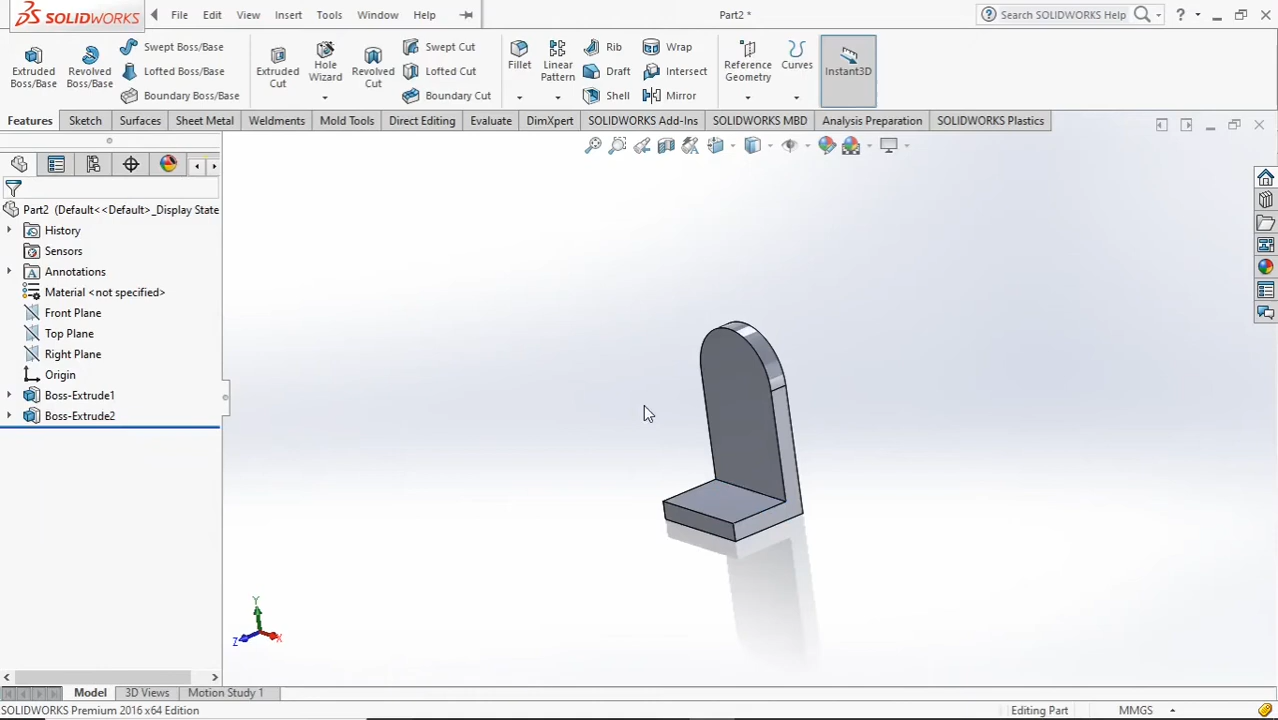 SOLIDWORKS File Edit View Insert Tools Window Help Part2 * Search SOLIDWORKS Help ?
Extruded Boss/Base
Revolved Boss/Base
Swept Boss/Base
Lofted Boss/Base
Boundary Boss/Base
Extruded Cut
Hole Wizard
Revolved Cut
Swept Cut
Lofted Cut
Boundary Cut
Fillet
Linear Pattern
Rib
Draft
Shell
Wrap
Intersect
Mirror
Reference Geometry
Curves
Instant3D
Features Sketch Surfaces Sheet Metal Weldments Mold Tools Direct Editing Evaluate DimXpert SOLIDWORKS Add-Ins SOLIDWORKS MBD Analysis Preparation SOLIDWORKS Plastics
Part2 (Default<<Default>_Display State
History
Sensors
Annotations
Material <not specified>
Front Plane
Top Plane
Right Plane
Origin
Boss-Extrude1
Boss-Extrude2
Y
Z X
Model 3D Views Motion Study 1
SOLIDWORKS Premium 2016 x64 Edition Editing Part MMGS